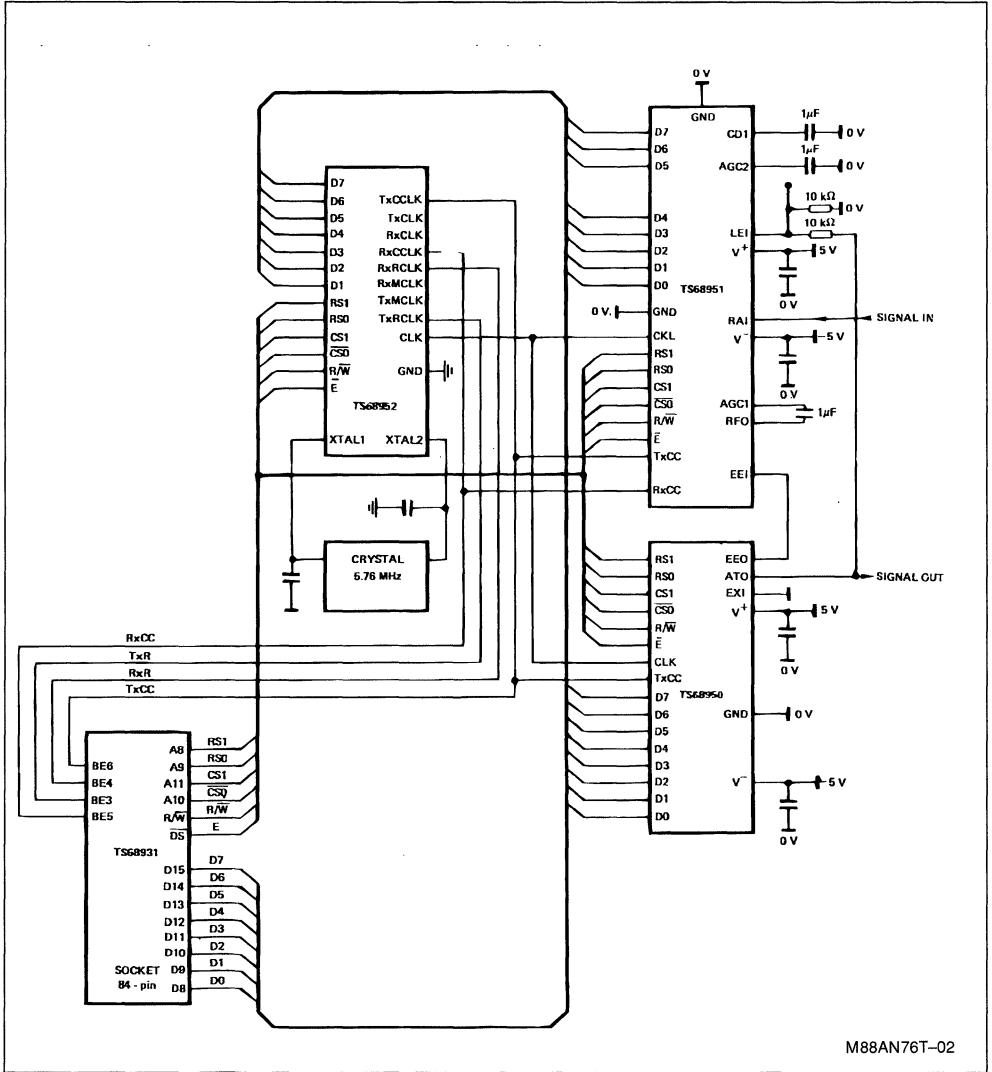 0 V
GND
D7
D6
D5
D4
D3
D2
D1
D0
TS68951
0 V.
GND
CKL
RS1
RS0
CS1
CS0
R/W
E
TxCC
RxCC
CD1
1µF
0 V
AGC2
1µF
0 V
10 kΩ
0 V
10 kΩ
LEI
V+
5 V
0 V
RAI
SIGNAL IN
V-
-5 V
0 V
AGC1
RFO
1µF
EEI
D7
D6
D5
D4
D3
D2
D1
RS1
RS0
CS1
CS0
R/W
E
TS68952
XTAL1
XTAL2
TxCCLK
TxCLK
RxCLK
RxCCLK
RxRCLK
RxMCLK
TxMCLK
TxRCLK
CLK
GND
CRYSTAL
5.76 MHz
RS1
RS0
CS1
CS0
R/W
E
CLK
TxCC
D7
D6
D5
D4
D3
D2
D1
D0
TS68950
EEO
ATO
SIGNAL OUT
EXI
V+
5 V
0 V
GND
0 V
V-
-5 V
0 V
RxCC
TxR
RxR
TxCC
BE6
BE4
BE3
BE5
TS68931
SOCKET
84 - pin
A8 RS1
A9 RS0
A11 CS1
A10 CS0
R/W R/W
DS E
D15 D7
D14 D6
D13 D5
D12 D4
D11 D3
D10 D2
D9 D1
D8 D0
M88AN76T–02